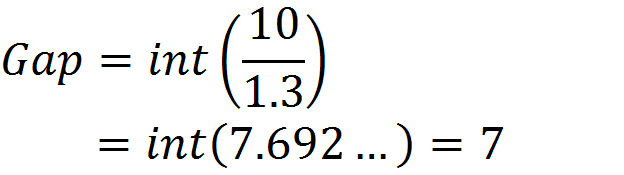 Gap = int(10/1.3)
= int(7.692 ...) = 7